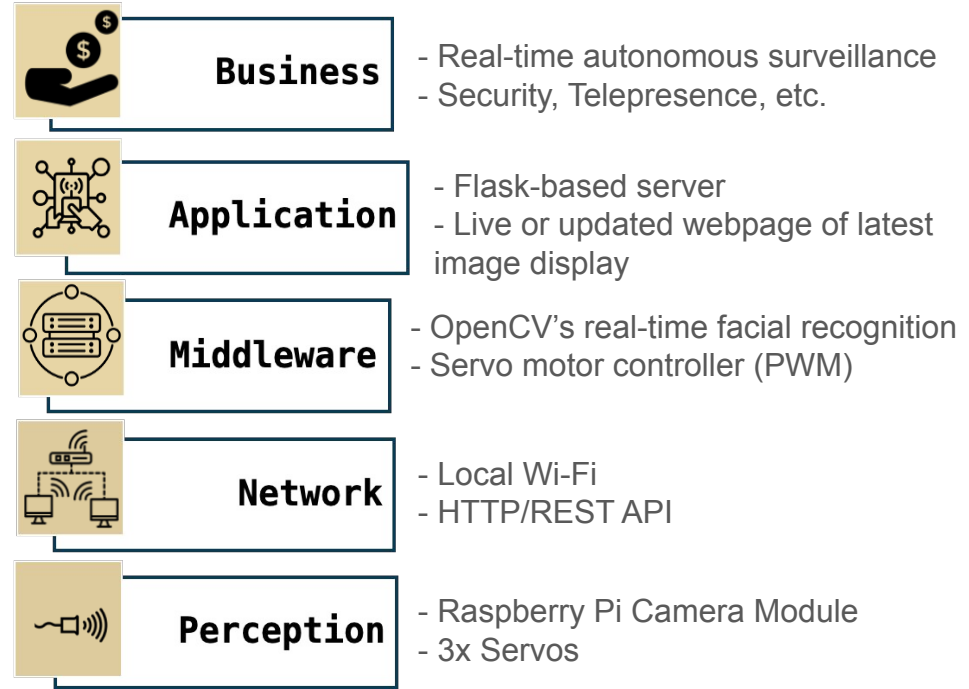 $
$
Business
- Real-time autonomous surveillance
- Security, Telepresence, etc.
Application
- Flask-based server
- Live or updated webpage of latest
image display
Middleware
- OpenCV’s real-time facial recognition
- Servo motor controller (PWM)
Network
- Local Wi-Fi
- HTTP/REST API
Perception
- Raspberry Pi Camera Module
- 3x Servos